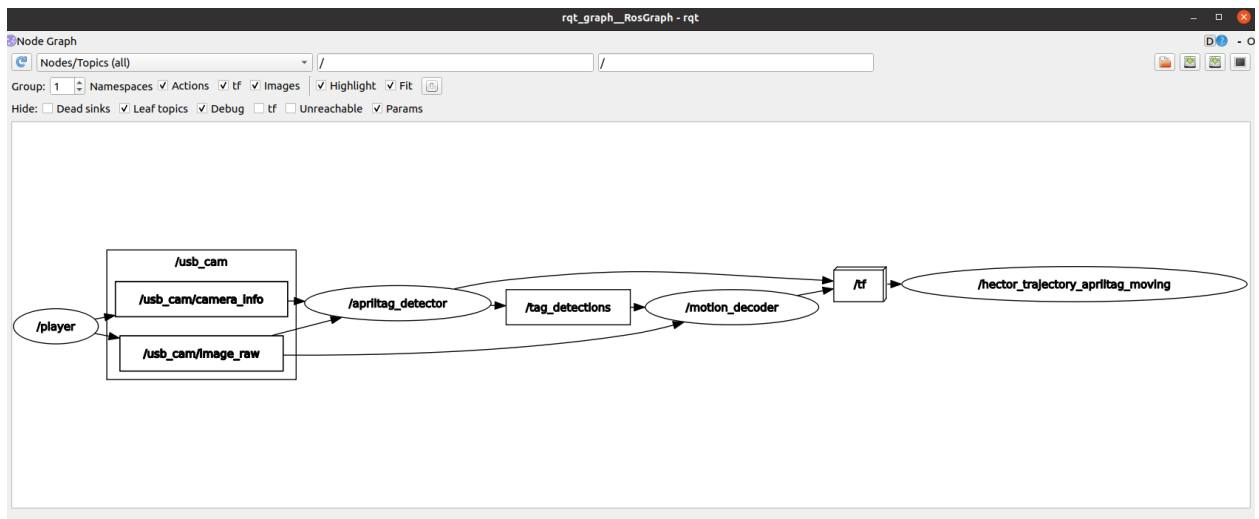 rqt_graph__RosGraph - rqt
Node Graph
D - O
Nodes/Topics (all) / /
Group: 1 Namespaces Actions tf Images Highlight Fit
Hide: Dead sinks Leaf topics Debug tf Unreachable Params
/usb_cam
/usb_cam/camera_info
/player
/usb_cam/image_raw
/apriltag_detector
/tag_detections
/motion_decoder
/tf
/hector_trajectory_apriltag_moving